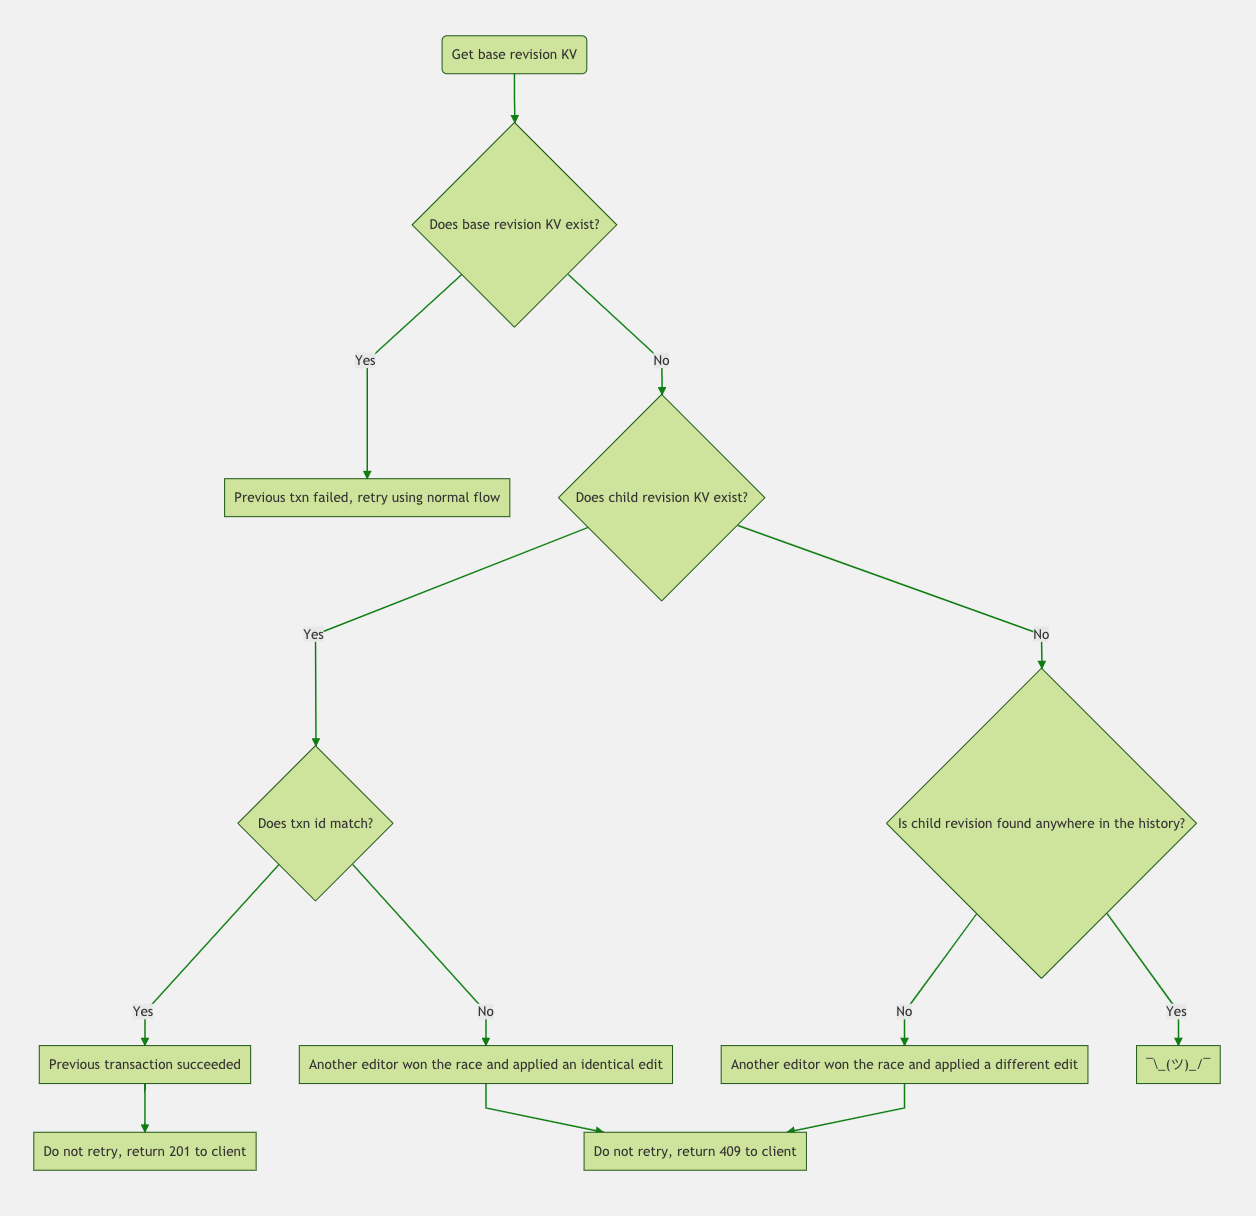 Get base revision KV
Does base revision KV exist?
Yes
No
Previous txn failed, retry using normal flow
Does child revision KV exist?
Yes
No
Does txn id match?
Is child revision found anywhere in the history?
Yes
No
No
Yes
Previous transaction succeeded
Another editor won the race and applied an identical edit
Another editor won the race and applied a different edit
¯\_(ツ)_/¯
Do not retry, return 201 to client
Do not retry, return 409 to client